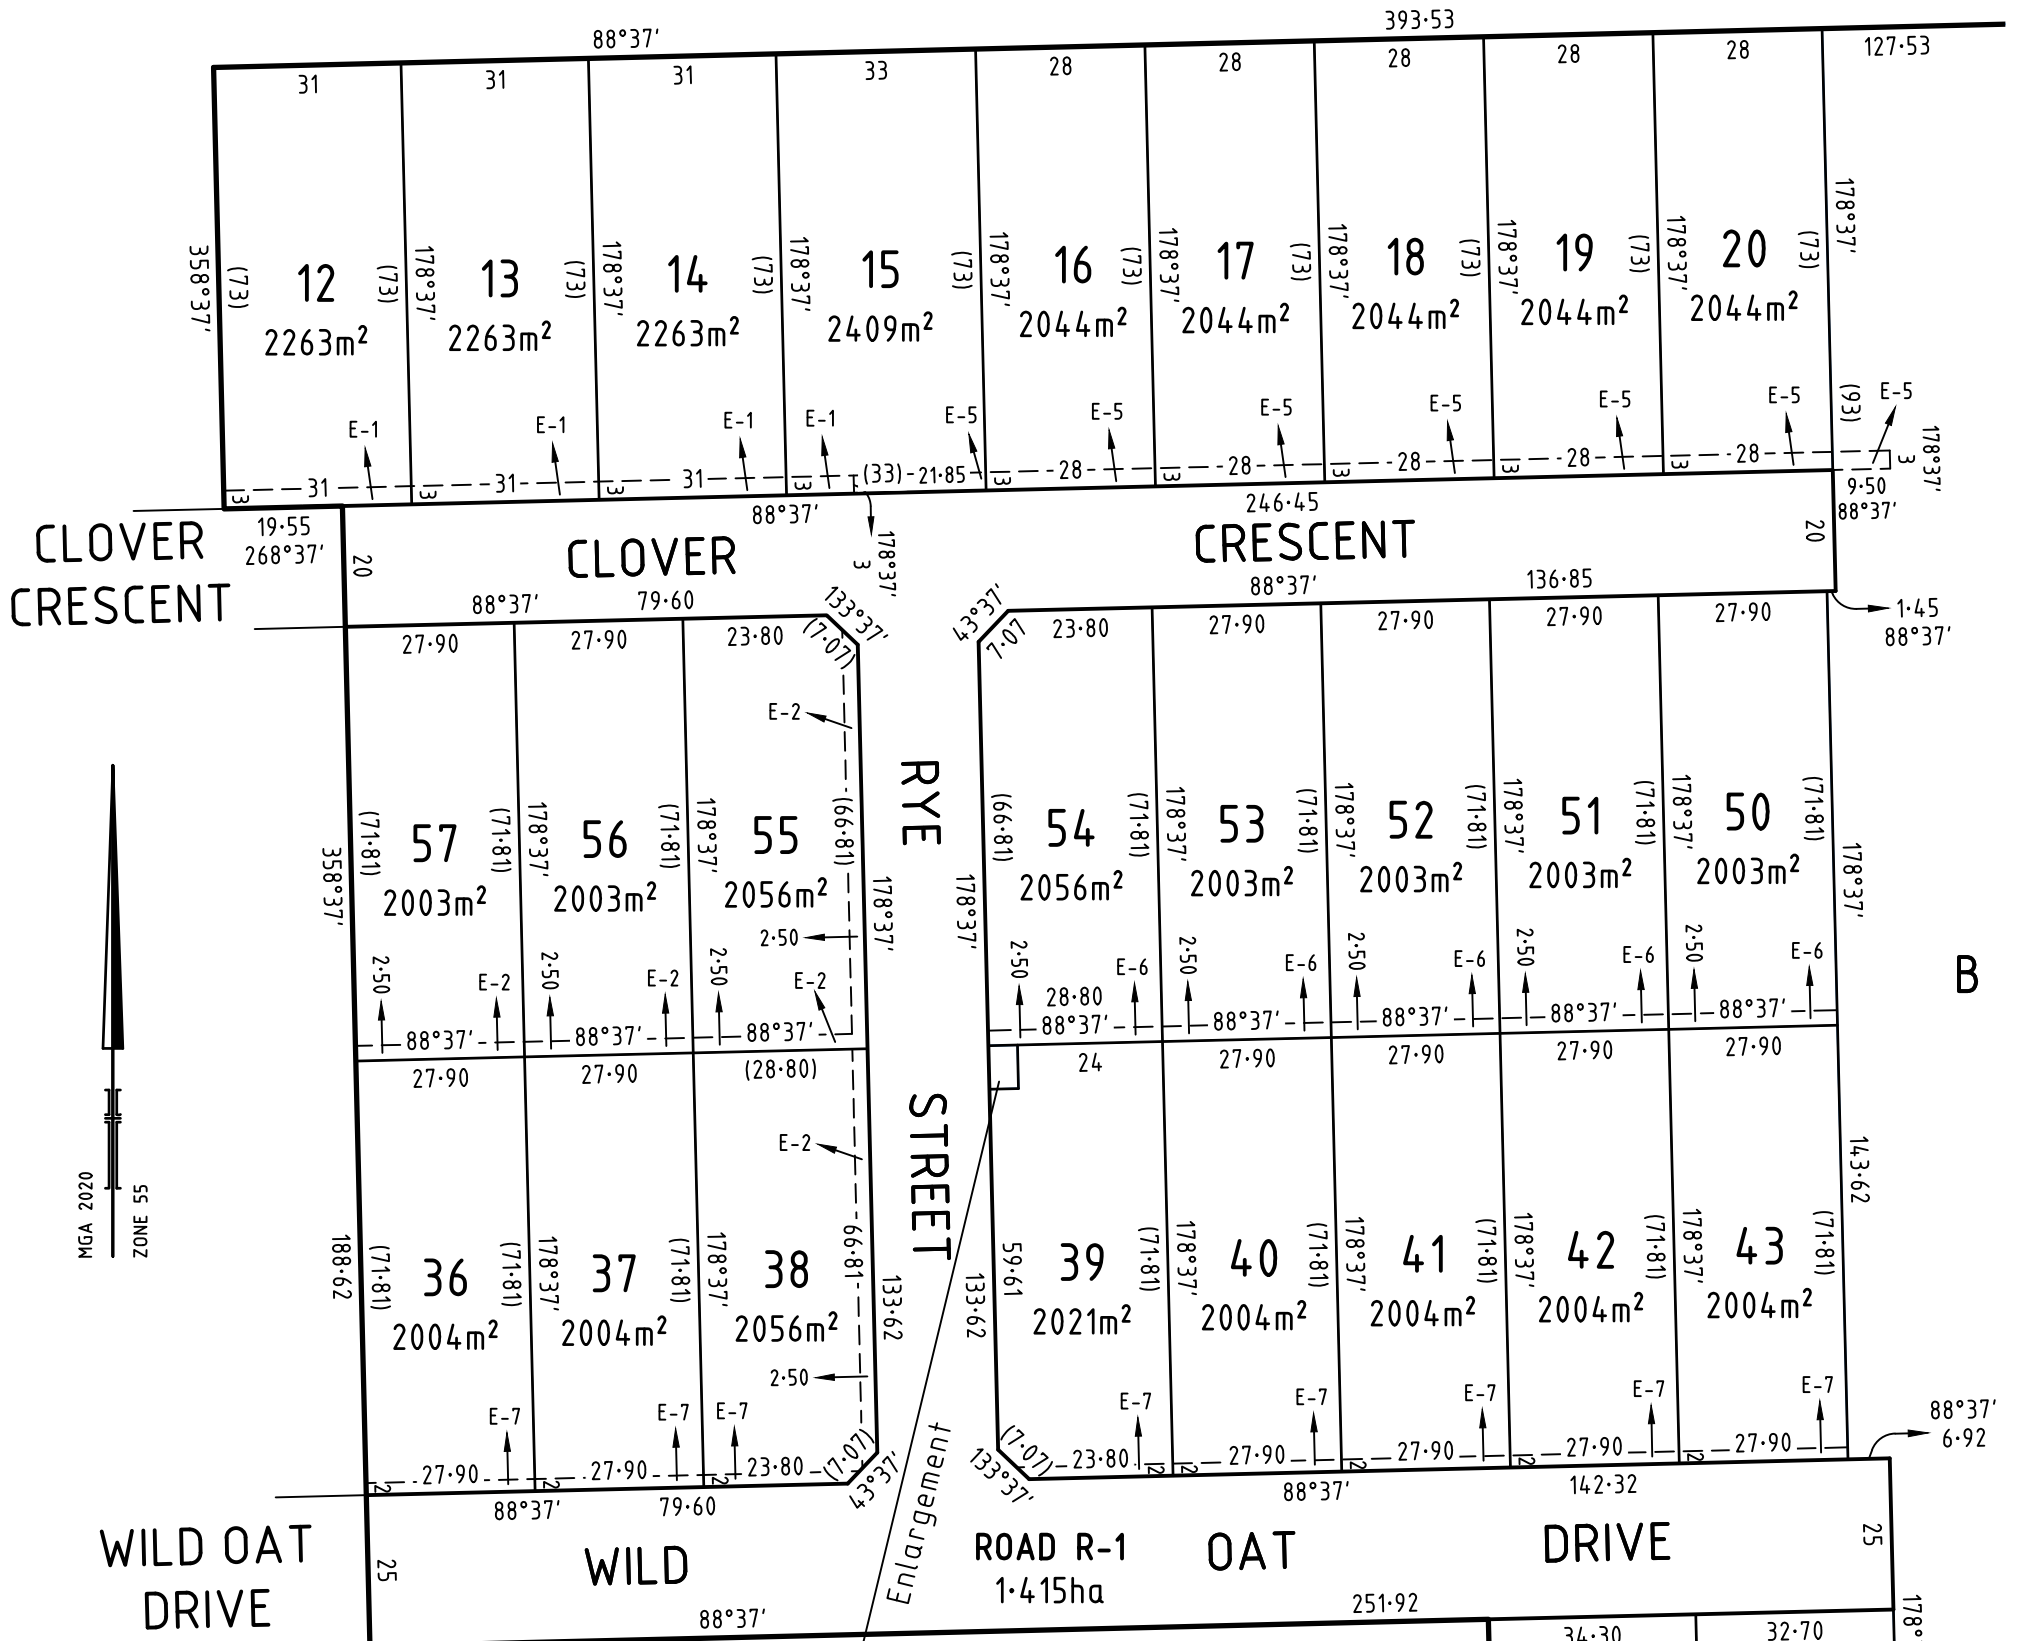 88°37'
393·53
31
31
31
33
28
28
28
28
28
127·53
358°37'
(73)
12
2263m²
(73)
178°37'
13
2263m²
(73)
178°37'
14
2263m²
(73)
178°37'
15
2409m²
(73)
178°37'
16
2044m²
(73)
178°37'
17
2044m²
(73)
178°37'
18
2044m²
(73)
178°37'
19
2044m²
(73)
178°37'
20
2044m²
(73)
178°37'
E-1
E-1
E-1
E-1
E-5
E-5
E-5
E-5
E-5
E-5
(93)
E-5
3
31
3
31
3
31
3
(33)
21·85
3
28
3
28
3
28
3
28
3
28
3
178°37'
9·50
88°37'
CLOVER
CRESCENT
19·55
268°37'
20
88°37'
246·45
CLOVER
CRESCENT
178°37'
3
20
88°37'
79·60
133°37'
(7·07)
43°37'
7·07
88°37'
136·85
1·45
88°37'
27·90
27·90
23·80
23·80
27·90
27·90
27·90
27·90
E-2
358°37'
(71·81)
57
2003m²
(71·81)
178°37'
56
2003m²
(71·81)
178°37'
55
2056m²
(66·81)
178°37'
2·50
RYE
STREET
178°37'
(66·81)
54
2056m²
(71·81)
178°37'
53
2003m²
(71·81)
178°37'
52
2003m²
(71·81)
178°37'
51
2003m²
(71·81)
178°37'
50
2003m²
(71·81)
178°37'
B
2·50
E-2
2·50
E-2
2·50
E-2
2·50
E-6
2·50
E-6
2·50
E-6
2·50
E-6
2·50
E-6
88°37'
88°37'
88°37'
28·80
88°37'
88°37'
88°37'
88°37'
88°37'
27·90
27·90
(28·80)
24
27·90
27·90
27·90
27·90
E-2
MGA 2020
ZONE 55
188·62
(71·81)
36
2004m²
(71·81)
178°37'
37
2004m²
(71·81)
178°37'
38
2056m²
66·81
133·62
2·50
133·62
59·61
39
2021m²
(71·81)
178°37'
40
2004m²
(71·81)
178°37'
41
2004m²
(71·81)
178°37'
42
2004m²
(71·81)
178°37'
43
2004m²
(71·81)
143·62
E-7
E-7
E-7
E-7
E-7
E-7
E-7
E-7
2
27·90
2
27·90
2
23·80
(7·07)
43°37'
(7·07)
133°37'
23·80
2
2
27·90
2
27·90
2
27·90
2
27·90
88°37'
6·92
88°37'
79·60
88°37'
142·32
WILD OAT
DRIVE
25
WILD
Enlargement
ROAD R-1
1·415ha
OAT
DRIVE
25
88°37'
251·92
34·30
32·70